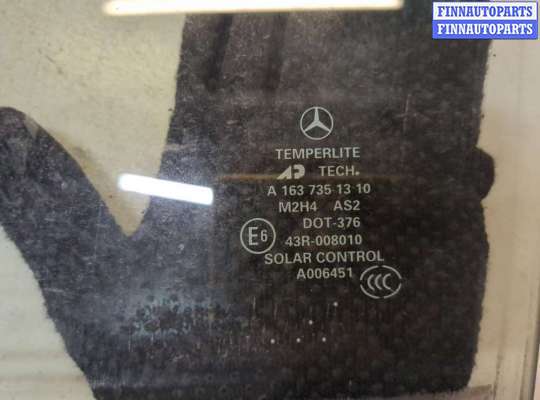 FINNAUTOPARTS
FINNAUTOPARTS
TEMPERLITE
AP TECH.
A 163 735 13 10
M2H4 AS2
DOT-376
E6 43R-008010
SOLAR CONTROL
A006451
CCC